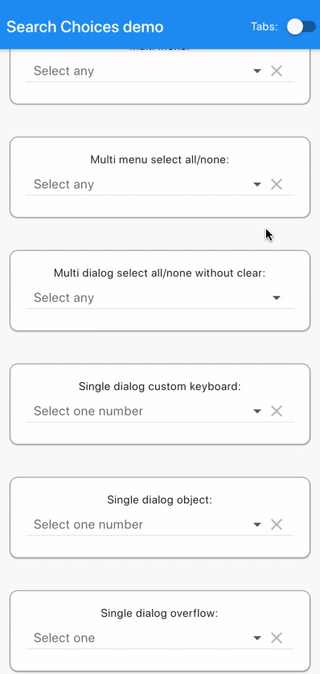 Search Choices demo
Tabs:
Select any
Multi menu select all/none:
Select any
Multi dialog select all/none without clear:
Select any
Single dialog custom keyboard:
Select one number
Single dialog object:
Select one number
Single dialog overflow:
Select one